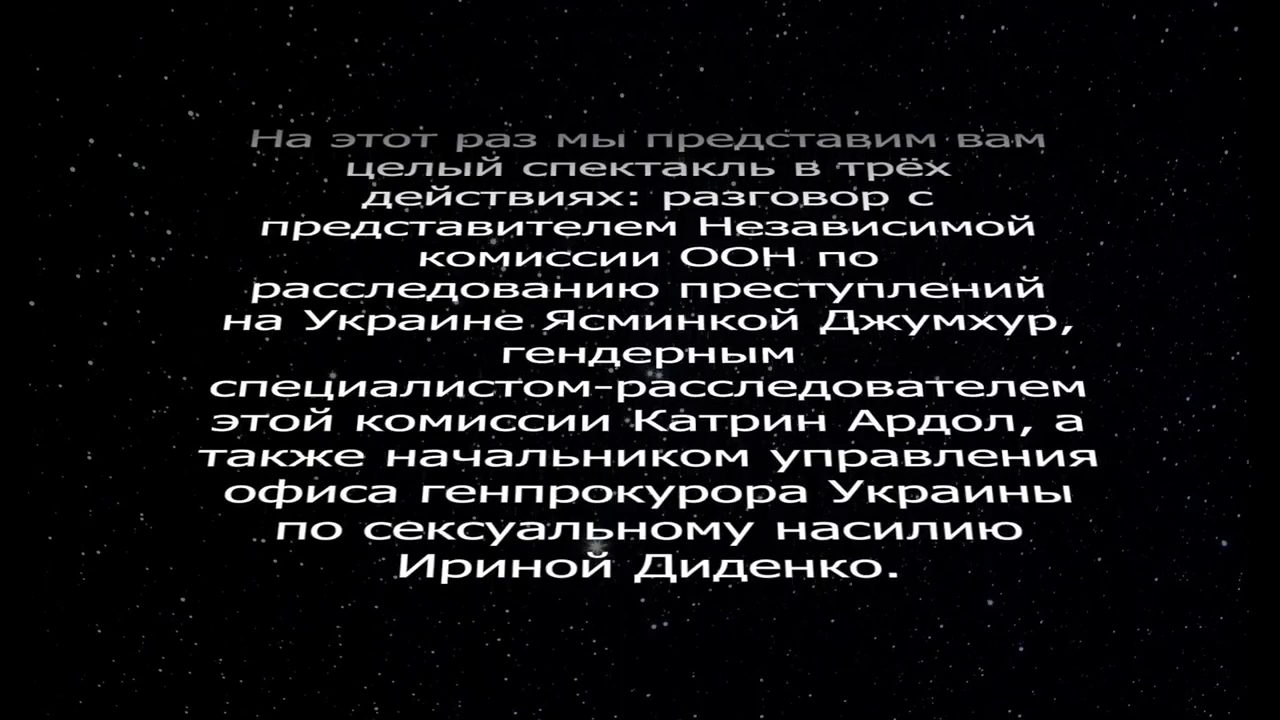 На этот раз мы представим вам
целый спектакль в трёх
действиях: разговор с
представителем Независимой
комиссии ООН по
расследованию преступлений
на Украине Ясминкой Джумхур,
гендерным
специалистом-расследователем
этой комиссии Катрин Ардол, а
также начальником управления
офиса генпрокурора Украины
по сексуальному насилию
Ириной Диденко.